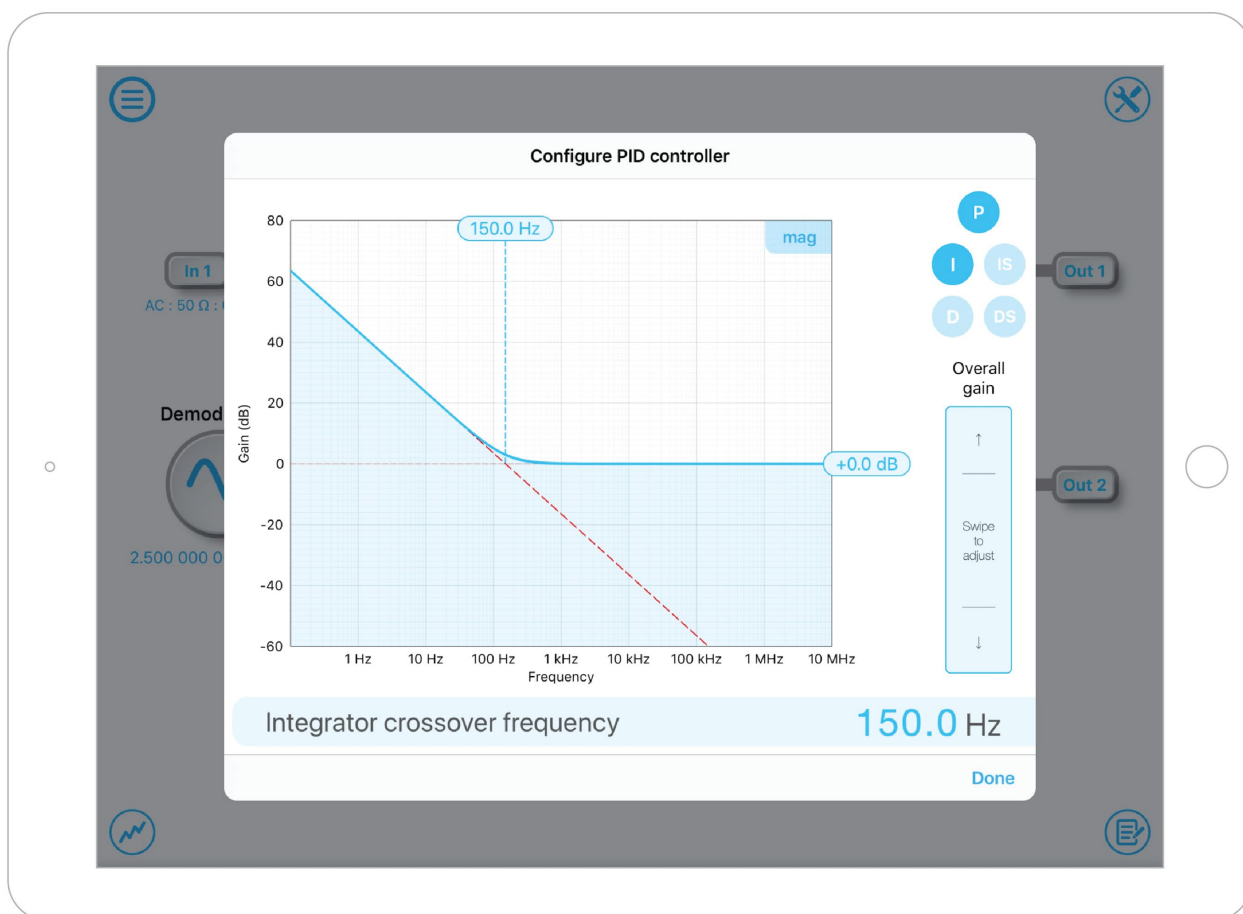 Configure PID controller
80
60
40
20
0
-20
-40
-60
Gain (dB)
150.0 Hz
mag
+0.0 dB
1 Hz 10 Hz 100 Hz 1 kHz 10 kHz 100 kHz 1 MHz 10 MHz
Frequency
P
I IS
D DS
Overall
gain
↑
Swipe
to
adjust
↓
Integrator crossover frequency 150.0 Hz
Done
In 1
AC : 50 Ω :
Demod
2.500 000 0
Out 1
Out 2